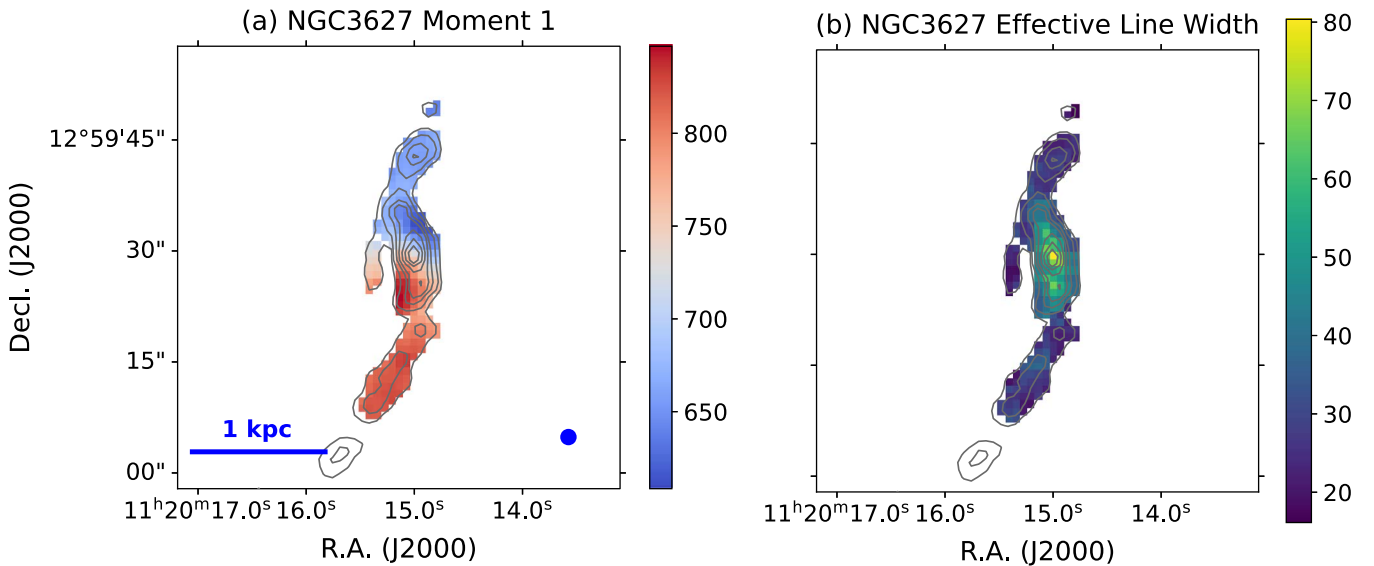 (a) NGC3627 Moment 1
12°59'45"
30"
15"
00"
Decl. (J2000)
1 kpc
11ʰ20ᵐ17.0ˢ 16.0ˢ 15.0ˢ 14.0ˢ
R.A. (J2000)
800
750
700
650
(b) NGC3627 Effective Line Width
11ʰ20ᵐ17.0ˢ 16.0ˢ 15.0ˢ 14.0ˢ
R.A. (J2000)
80
70
60
50
40
30
20